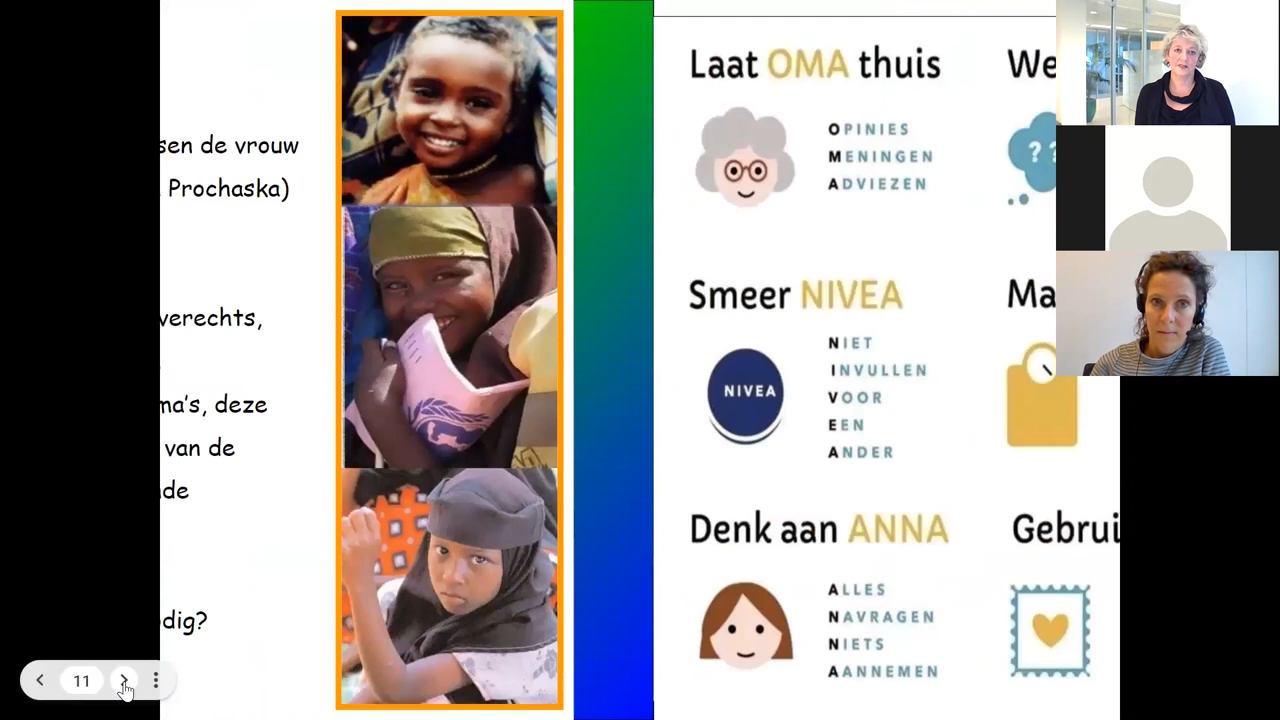 sen de vrouw
Prochaska)
verechts,
ma's, deze
van de
de
dig?
11
Laat OMA thuis
OPINIES
MENINGEN
ADVIEZEN
We
??
Smeer NIVEA
NIVEA
NIET
INVULLEN
VOOR
EEN
ANDER
Ma
Denk aan ANNA
ALLES
NAVRAGEN
NIETS
AANNEMEN
Gebrui